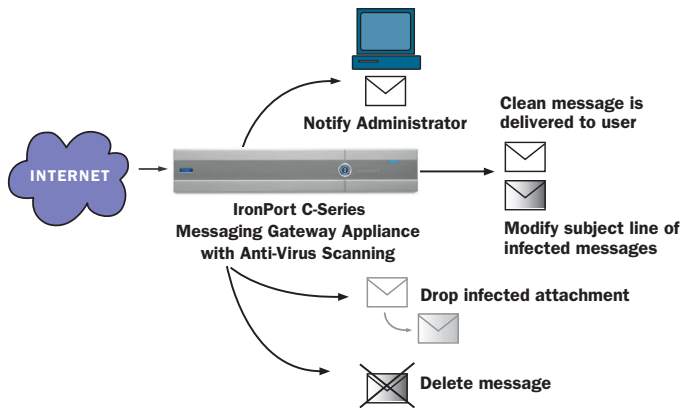 Notify Administrator
Clean message is
delivered to user
INTERNET
IronPort C-Series
Messaging Gateway Appliance
with Anti-Virus Scanning
Modify subject line of
infected messages
Drop infected attachment
Delete message